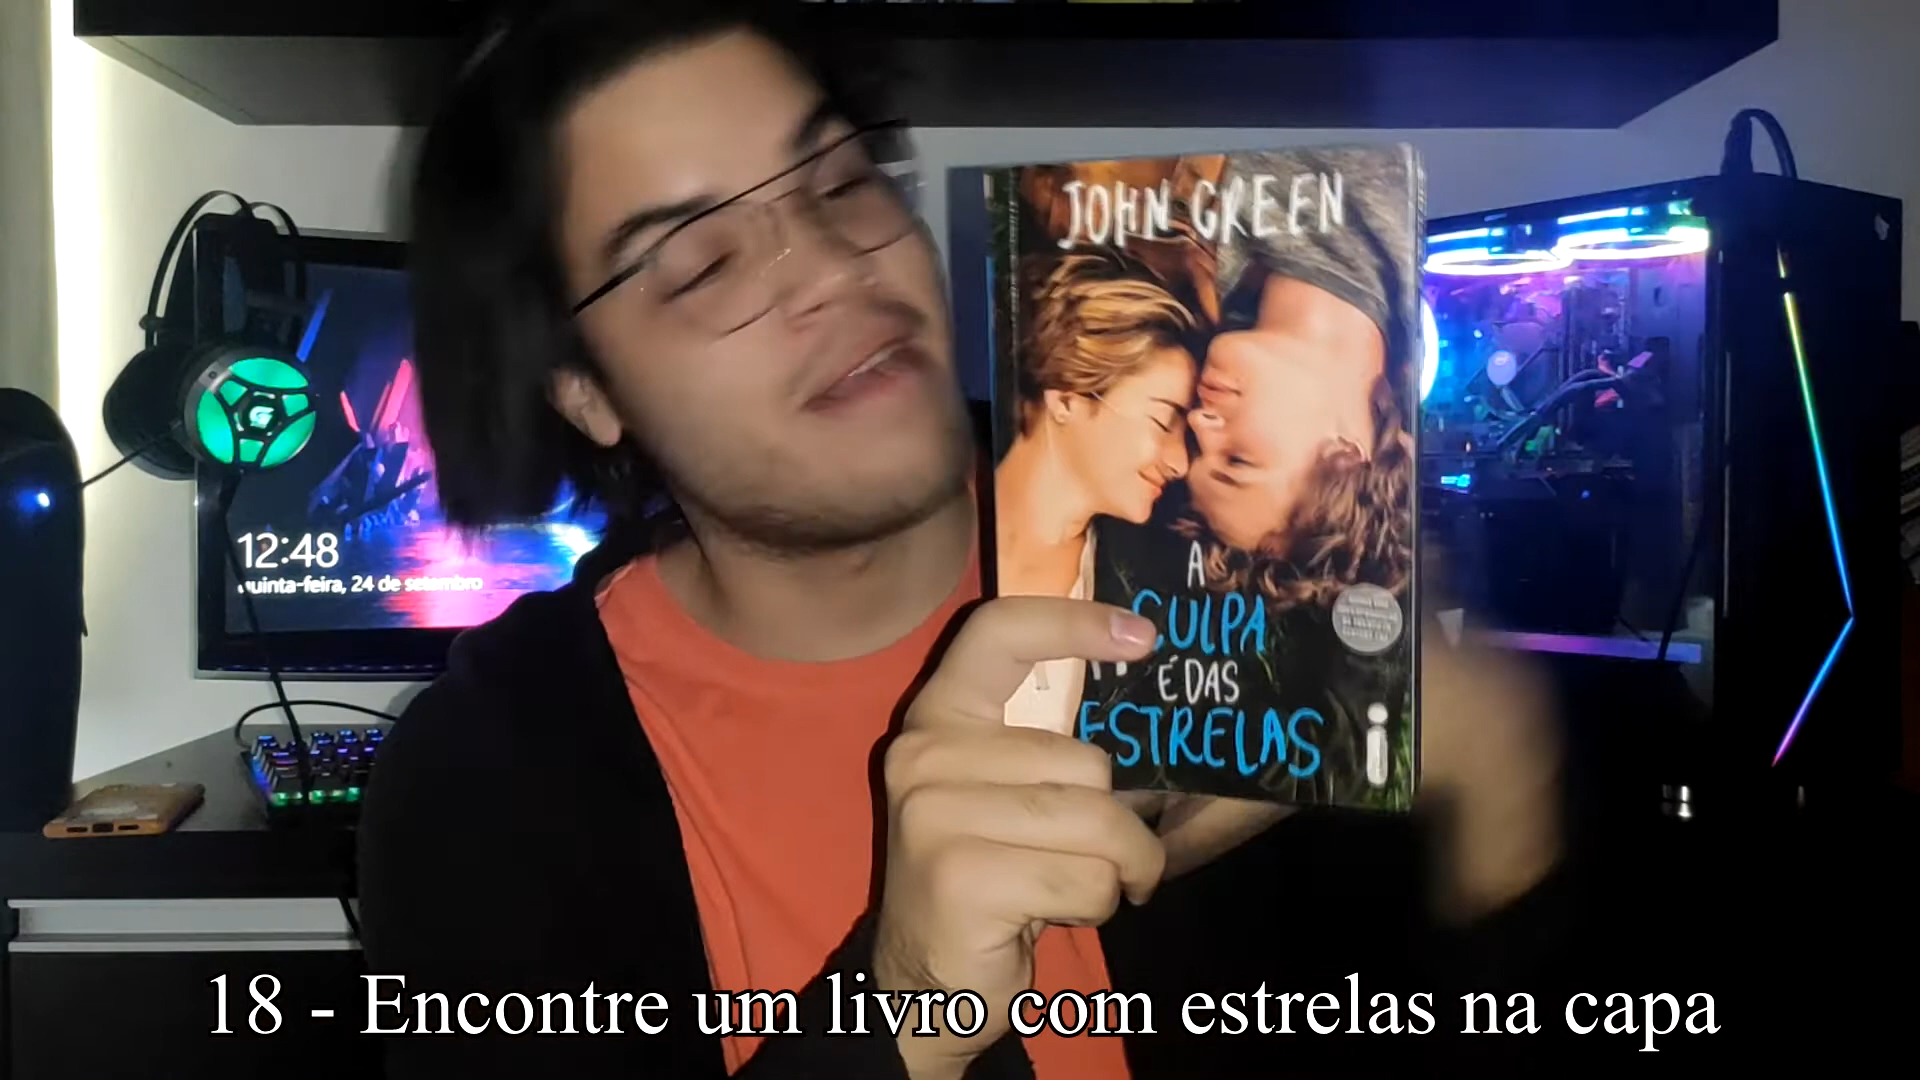 JOHN GREEN
A
CULPA
É DAS
ESTRELAS
i
12:48
quinta-feira, 24 de setembro
18 - Encontre um livro com estrelas na capa